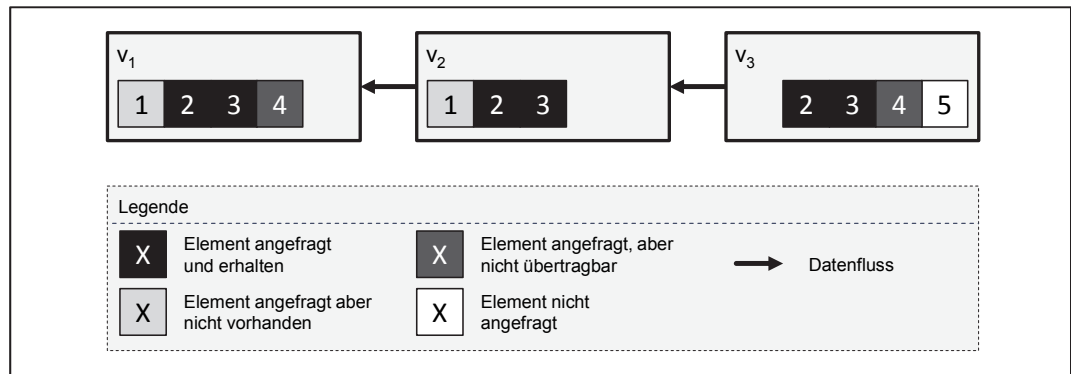 v1
1 2 3 4
v2
1 2 3
v3
2 3 4 5
Legende
X Element angefragt
und erhalten
X Element angefragt, aber
nicht übertragbar
Datenfluss
X Element angefragt aber
nicht vorhanden
X Element nicht
angefragt